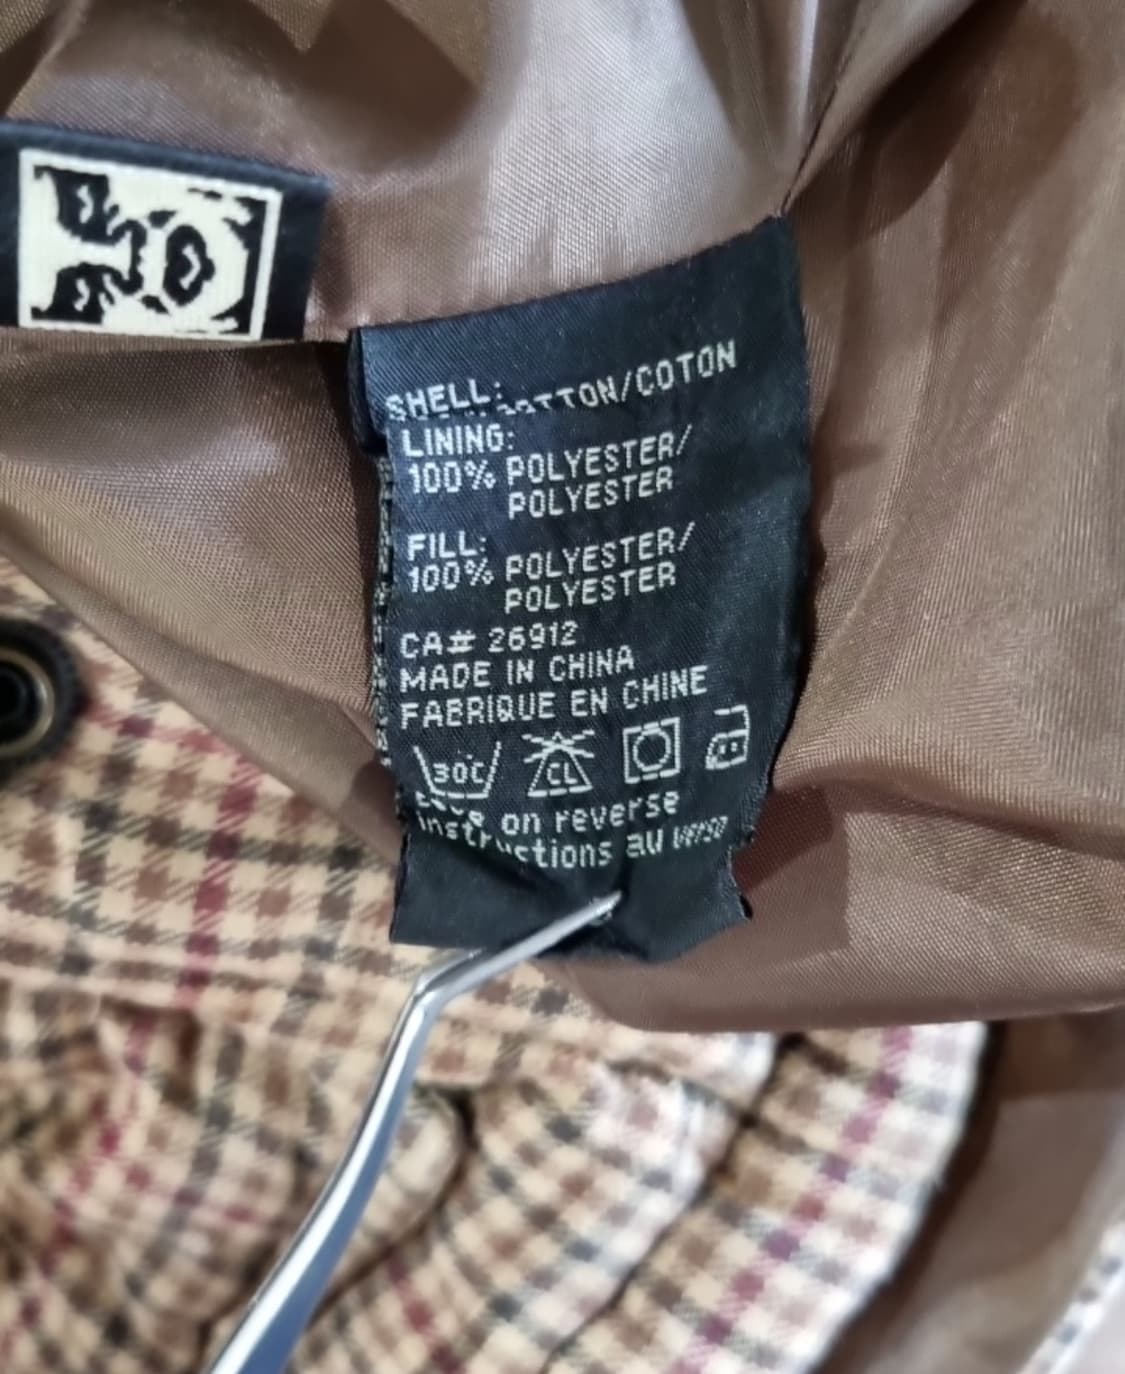 SHELL:
COTTON/COTON
LINING:
100% POLYESTER/
POLYESTER
FILL:
100% POLYESTER/
POLYESTER
CA# 26912
MADE IN CHINA
FABRIQUE EN CHINE
30C CL
on reverse
instructions au verso